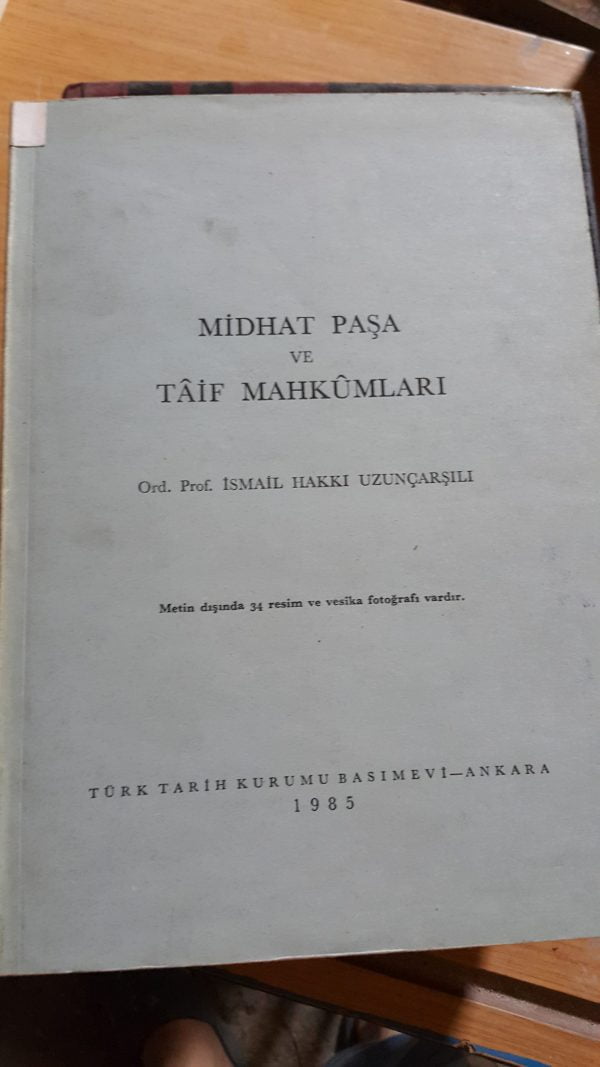 MİDHAT PAŞA
VE
TÂİF MAHKÛMLARI
Ord. Prof. İSMAİL HAKKI UZUNÇARŞILI
Metin dışında 34 resim ve vesika fotoğrafı vardır.
TÜRK TARİH KURUMU BASIMEVİ—ANKARA
1985